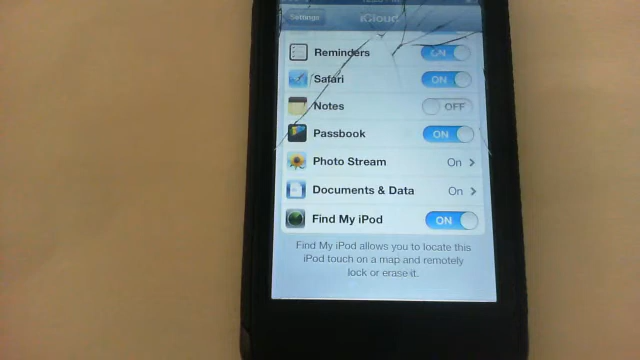 Settings
iCloud
Reminders ON
Safari ON
Notes OFF
Passbook ON
Photo Stream On
Documents & Data On
Find My iPod ON
Find My iPod allows you to locate this
iPod touch on a map and remotely
lock or erase it.